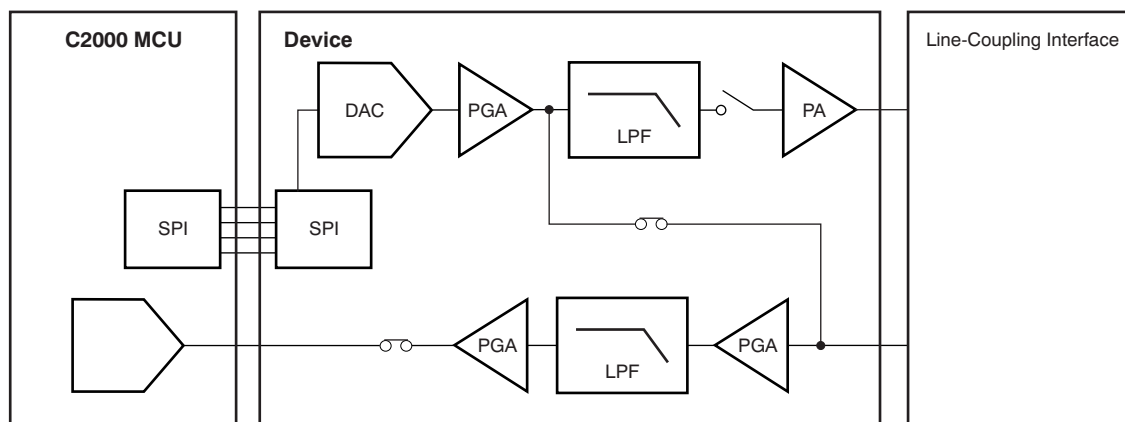 C2000 MCU
Device
Line-Coupling Interface
DAC
PGA
LPF
PA
SPI
SPI
PGA
LPF
PGA